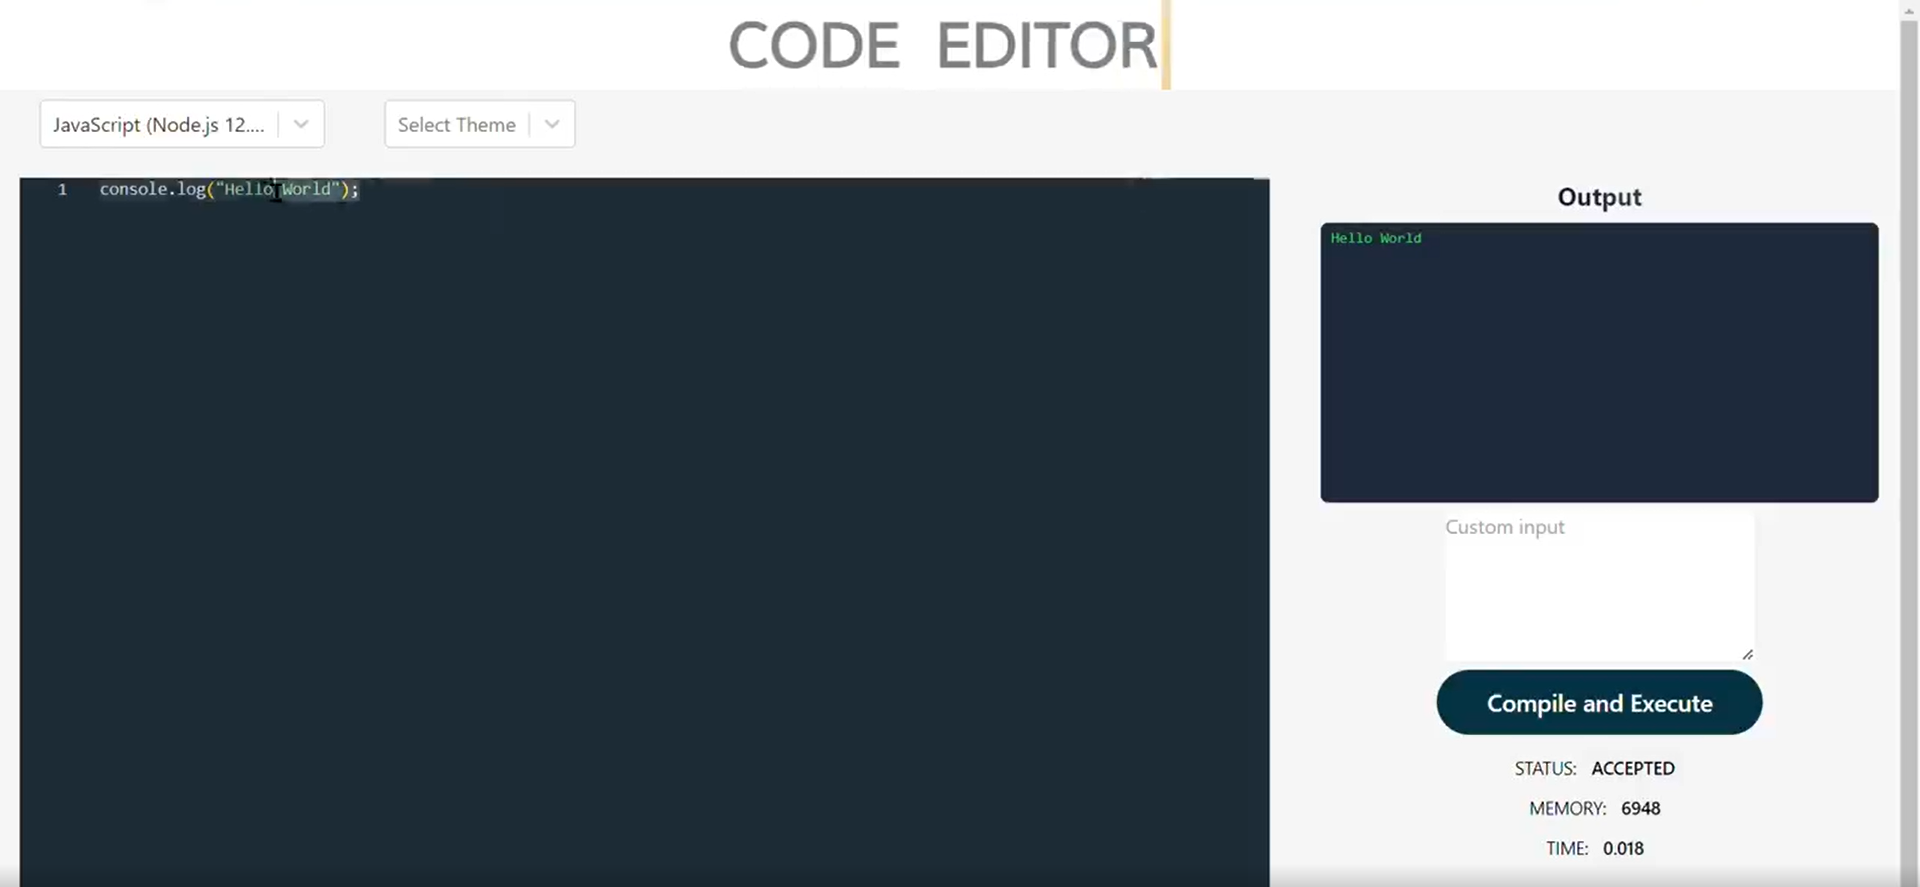 CODE EDITOR
JavaScript (Node.js 12....
Select Theme
1 console.log("Hello World");
Output
Hello World
Custom input
Compile and Execute
STATUS: ACCEPTED
MEMORY: 6948
TIME: 0.018